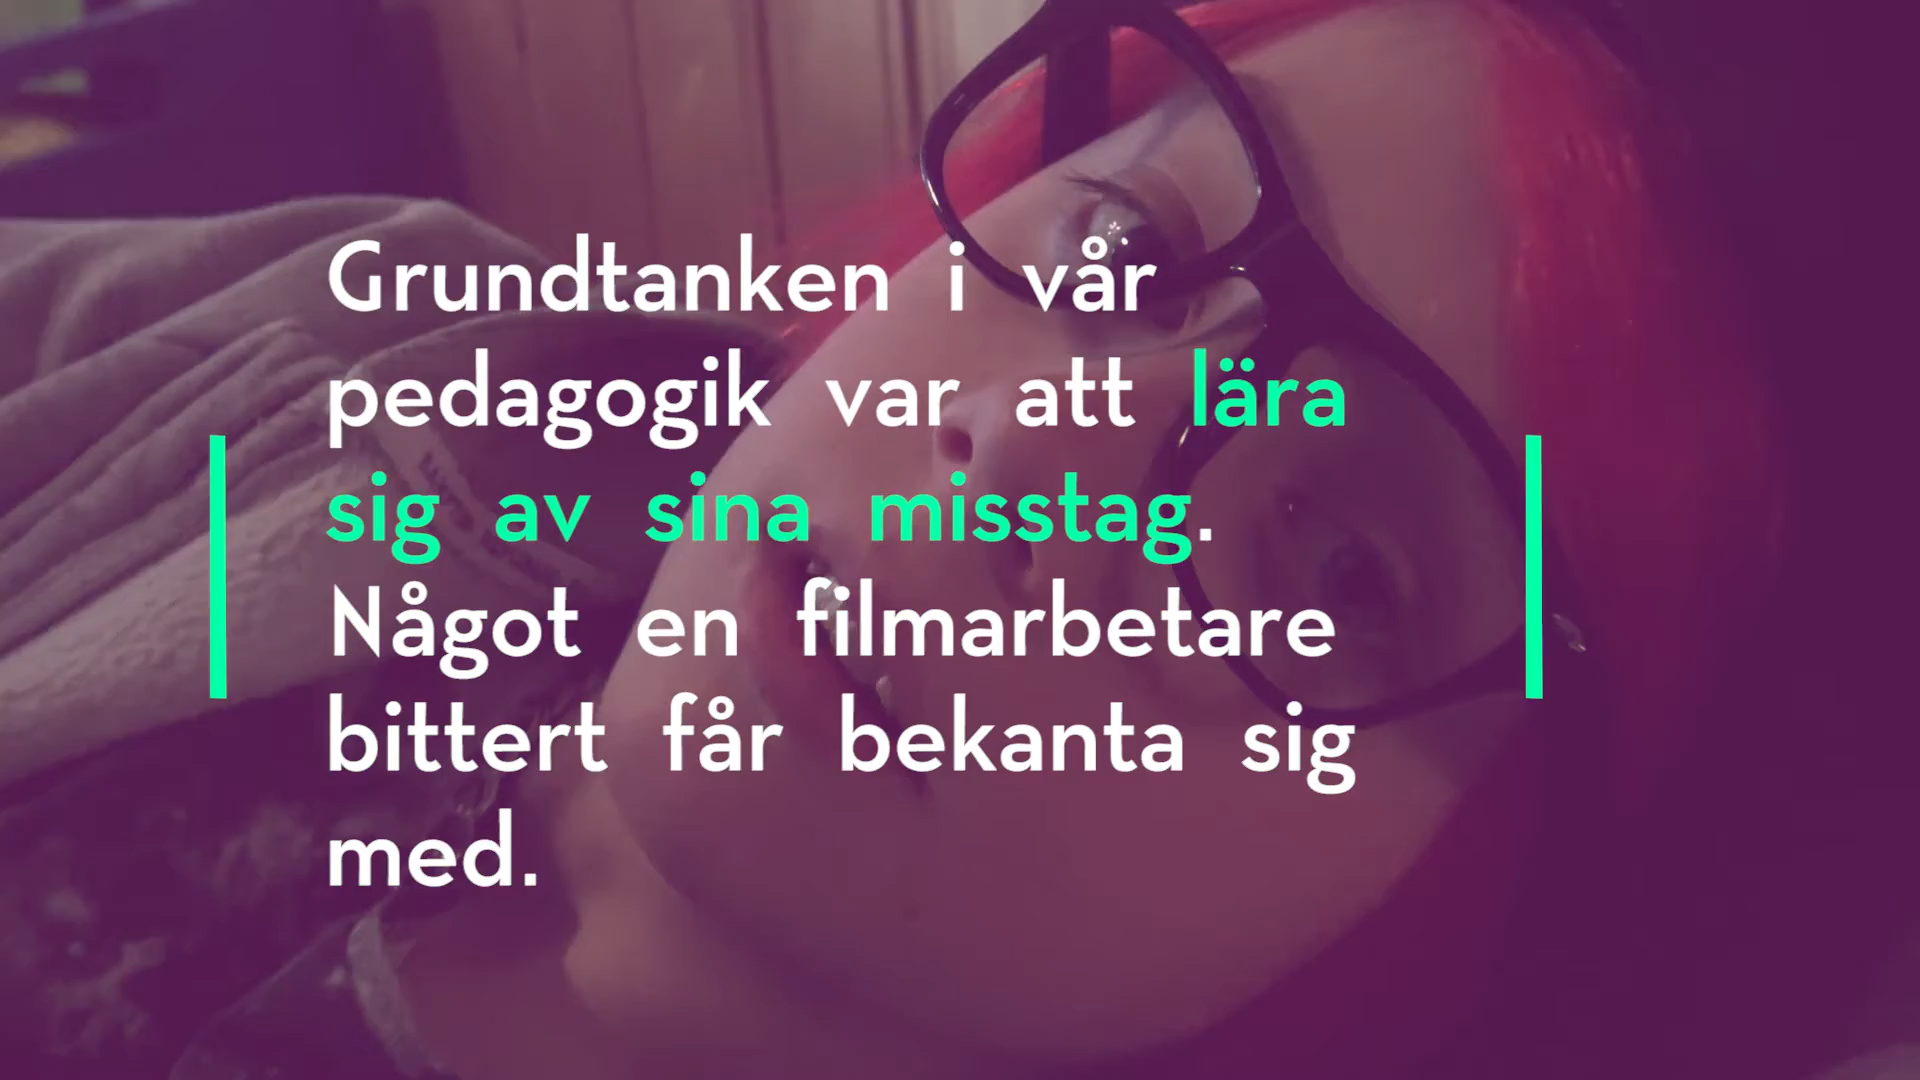 Grundtanken i vår
pedagogik var att lära
sig av sina misstag.
Något en filmarbetare
bittert får bekanta sig
med.